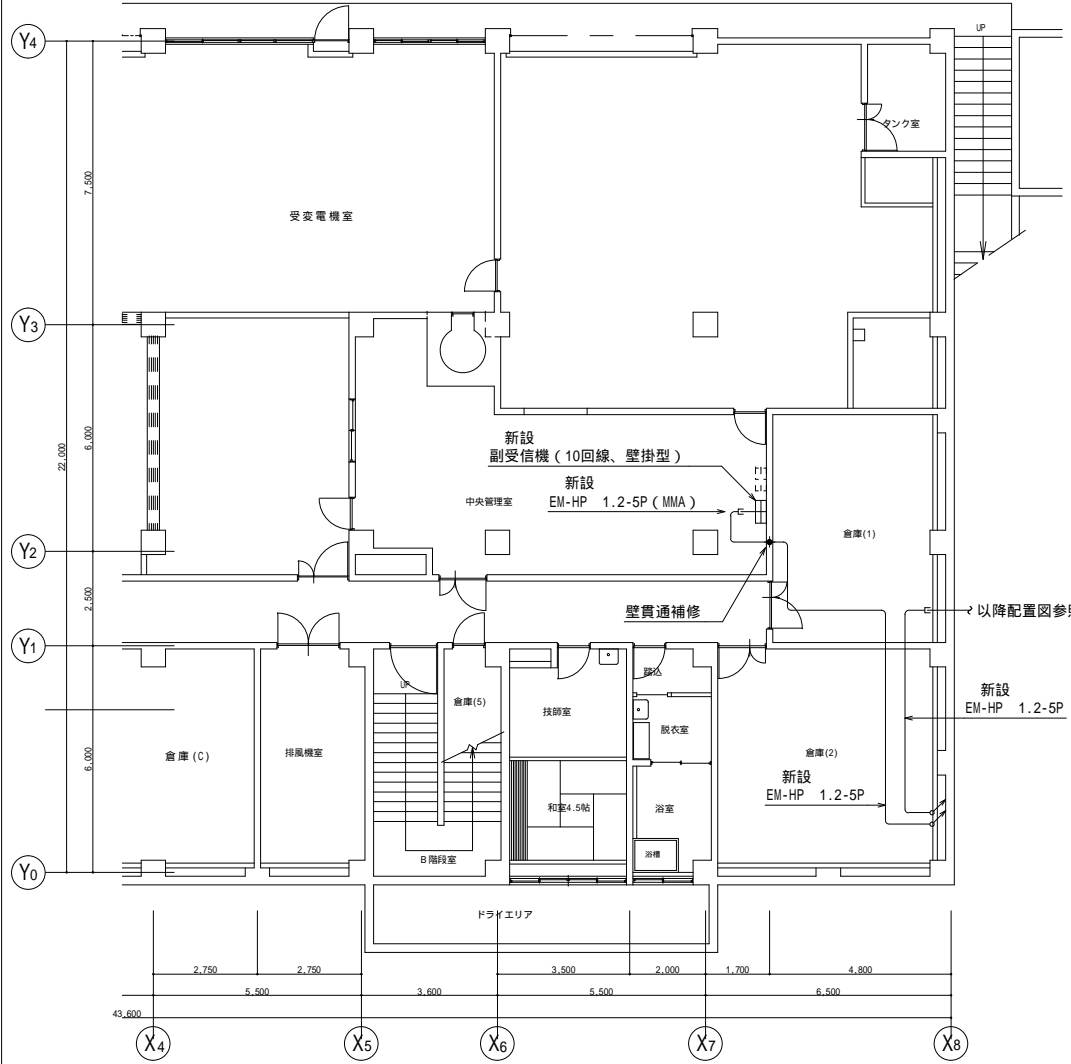 Y4
UP
タンク室
7,500
受変電機室
Y3
22,000
6,000
新設
副受信機（10回線、壁掛型）
新設
EM-HP 1.2-5P（MMA）
中央管理室
倉庫(1)
Y2
2,500
壁貫通補修
以降配置図参照
Y1
踏込
UP
倉庫(5)
技師室
脱衣室
新設
EM-HP 1.2-5P
6,000
倉庫(C)
排風機室
倉庫(2)
新設
EM-HP 1.2-5P
和室4.5帖
浴室
B階段室
浴槽
Y0
ドライエリア
2,750
2,750
3,500
2,000
1,700
4,800
5,500
3,600
5,500
6,500
43,600
X4
X5
X6
X7
X8